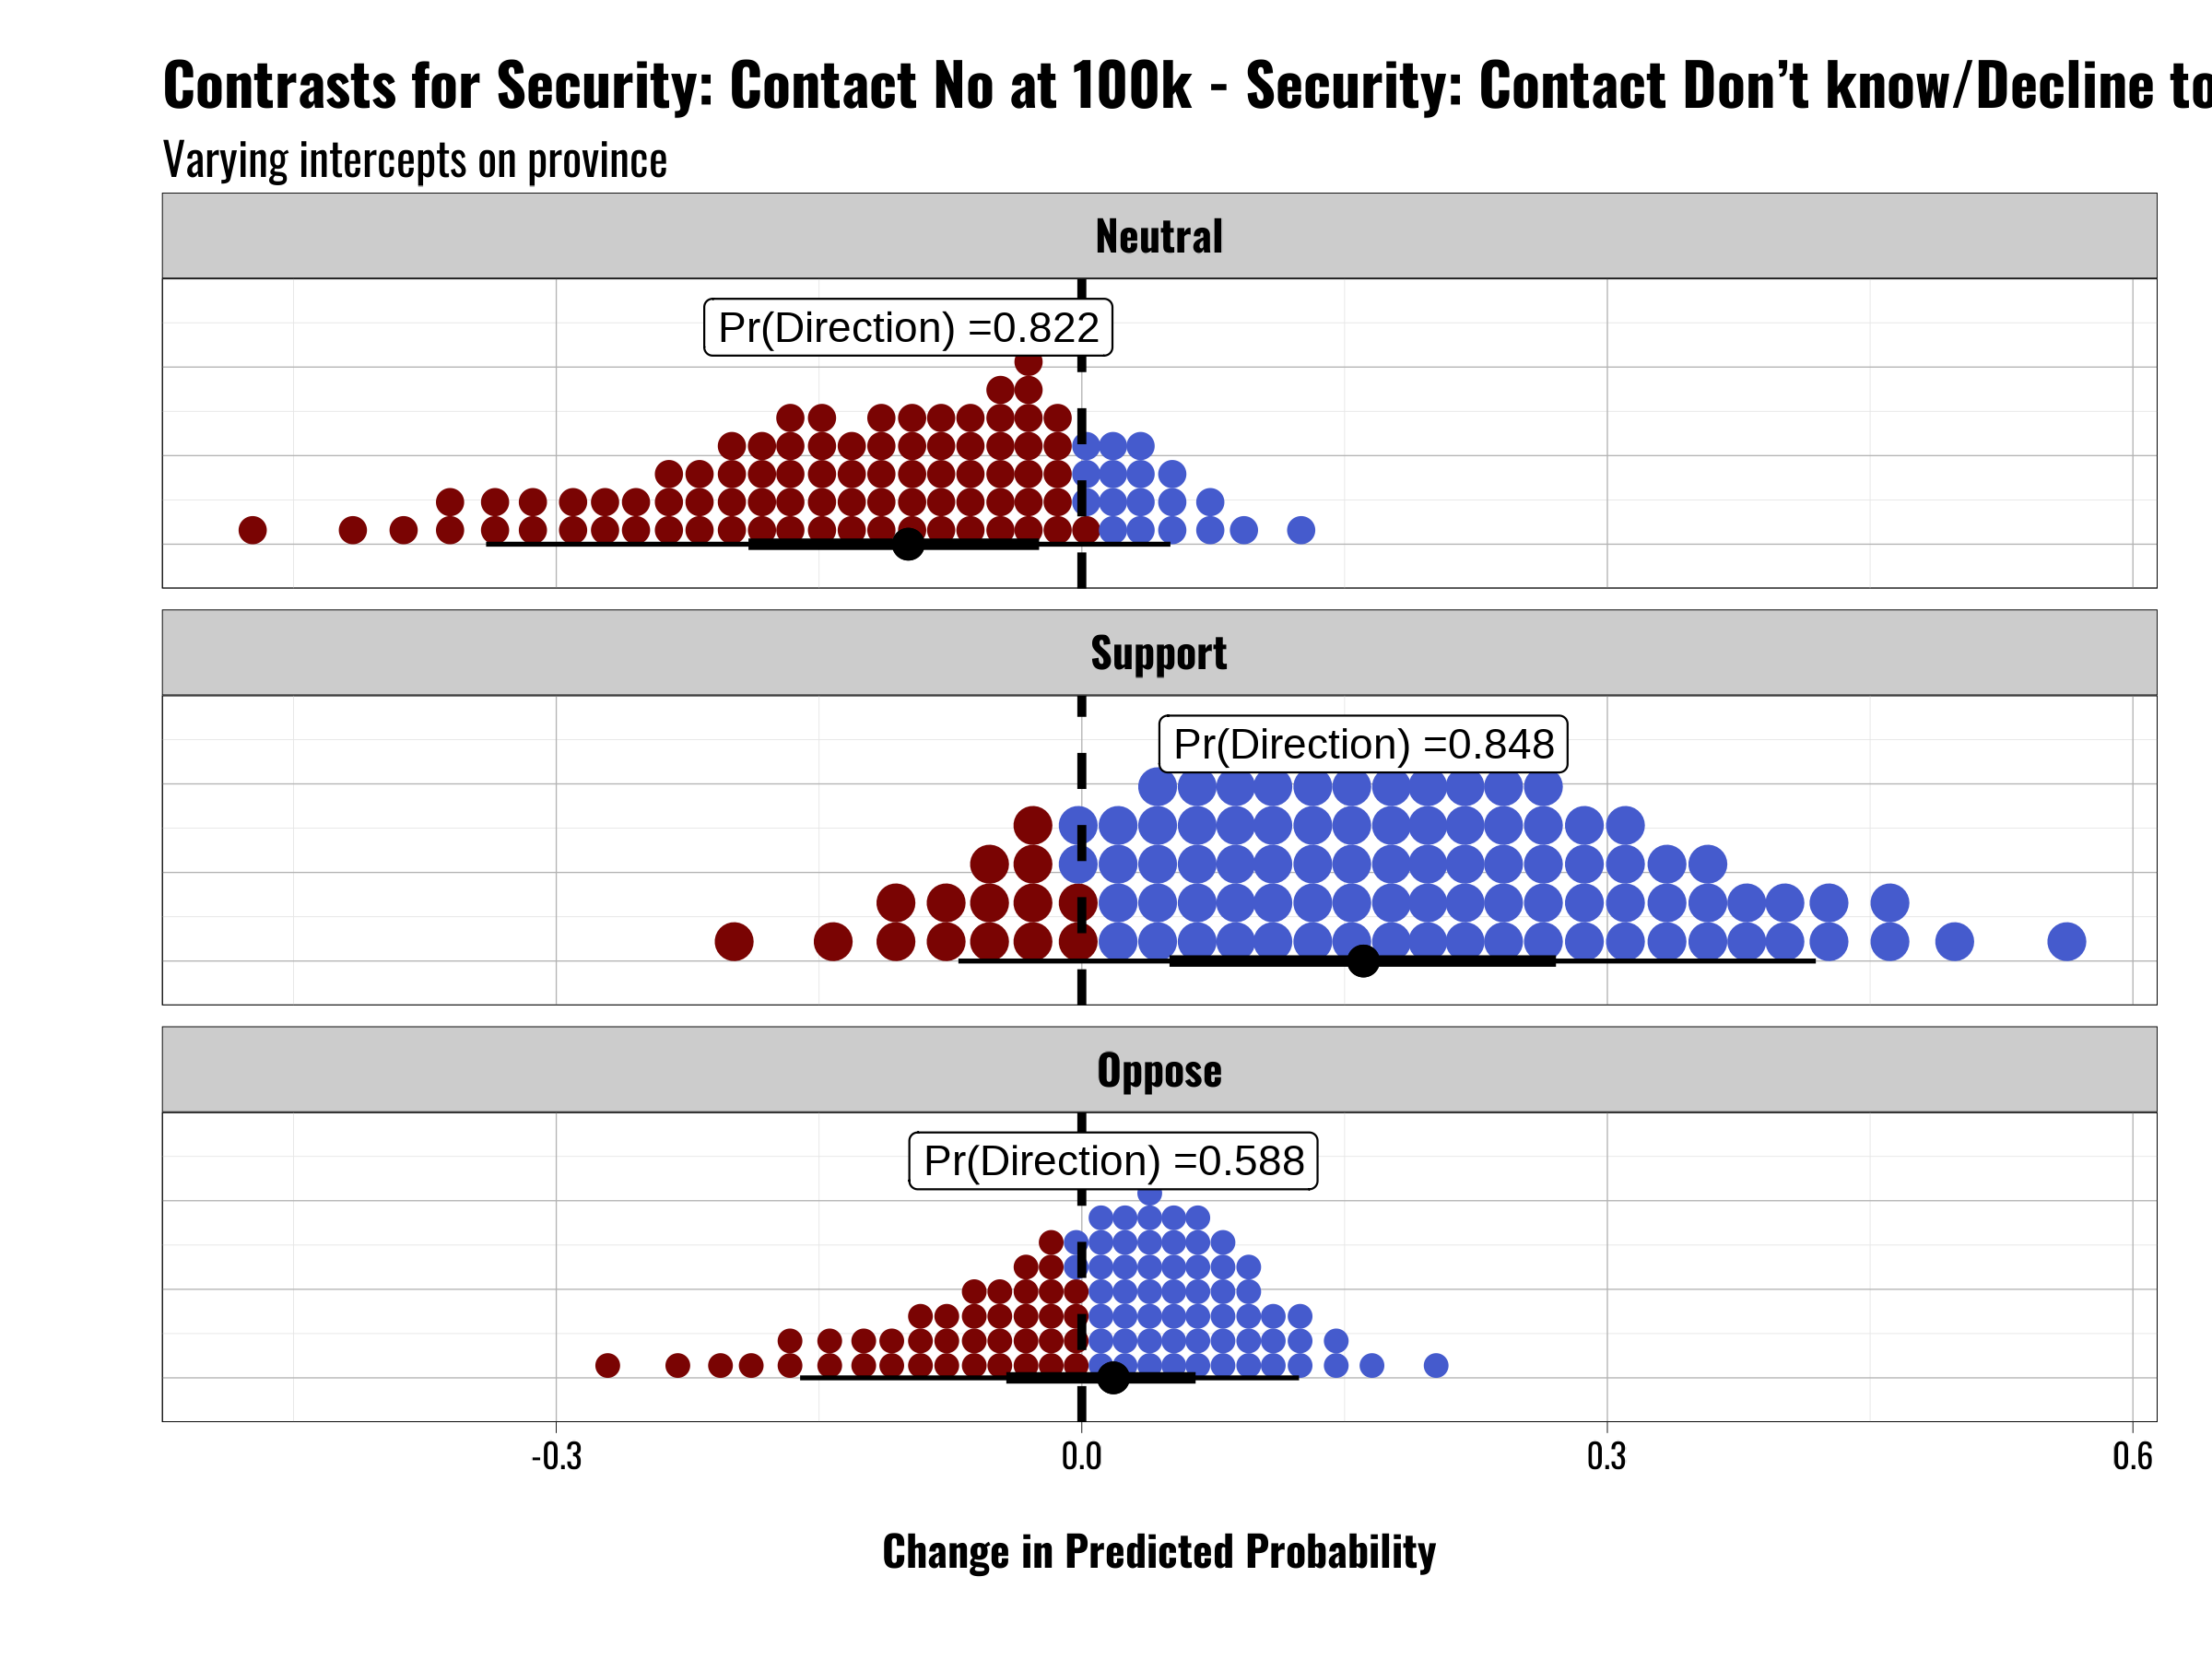 Contrasts for Security: Contact No at 100k - Security: Contact Don’t know/Decline to
Varying intercepts on province
Neutral
Pr(Direction) =0.822
Support
Pr(Direction) =0.848
Oppose
Pr(Direction) =0.588
-0.3 0.0 0.3 0.6
Change in Predicted Probability